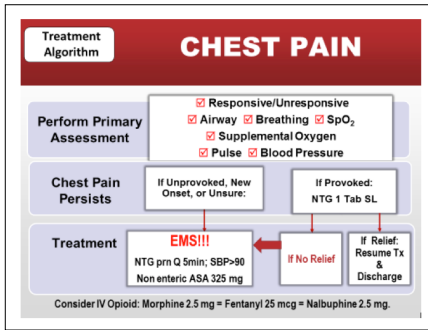 Treatment
Algorithm
CHEST PAIN
Perform Primary
Assessment
Responsive/Unresponsive
Airway Breathing SpO₂
Supplemental Oxygen
Pulse Blood Pressure
Chest Pain
Persists
If Unprovoked, New
Onset, or Unsure:
If Provoked:
NTG 1 Tab SL
Treatment
EMS!!!
NTG prn Q 5min; SBP>90
Non enteric ASA 325 mg
If No Relief
If Relief:
Resume Tx
&
Discharge
Consider IV Opioid: Morphine 2.5 mg = Fentanyl 25 mcg = Nalbuphine 2.5 mg.